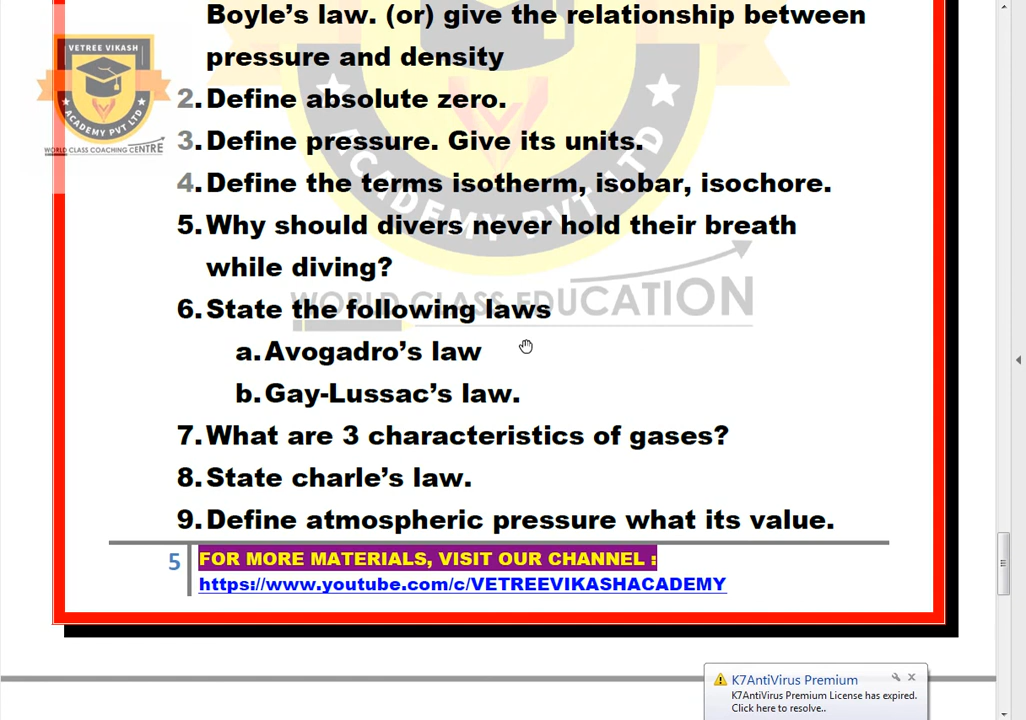 Boyle's law. (or) give the relationship between
pressure and density
VETREE VIKASH
ACADEMY PVT LTD
WORLD CLASS COACHING CENTRE
2. Define absolute zero.
3. Define pressure. Give its units.
4. Define the terms isotherm, isobar, isochore.
5. Why should divers never hold their breath
while diving?
ACADEMY PVT LTD
WORLD CLASS EDUCATION
6. State the following laws
a. Avogadro's law
b. Gay-Lussac's law.
7. What are 3 characteristics of gases?
8. State charle's law.
9. Define atmospheric pressure what its value.
5 FOR MORE MATERIALS, VISIT OUR CHANNEL :
https://www.youtube.com/c/VETREEVIKASHACADEMY
K7AntiVirus Premium
K7AntiVirus Premium License has expired.
Click here to resolve..